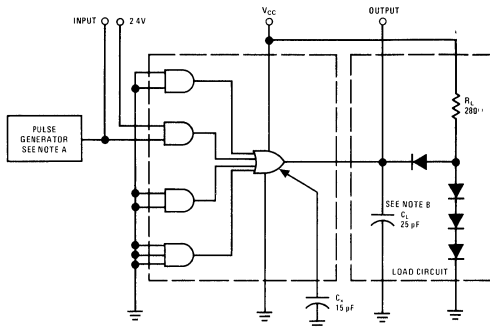 INPUT
2 4V
VCC
OUTPUT
PULSE
GENERATOR
SEE NOTE A
RL
280Ω
SEE NOTE B
CL
25 pF
LOAD CIRCUIT
15 pF